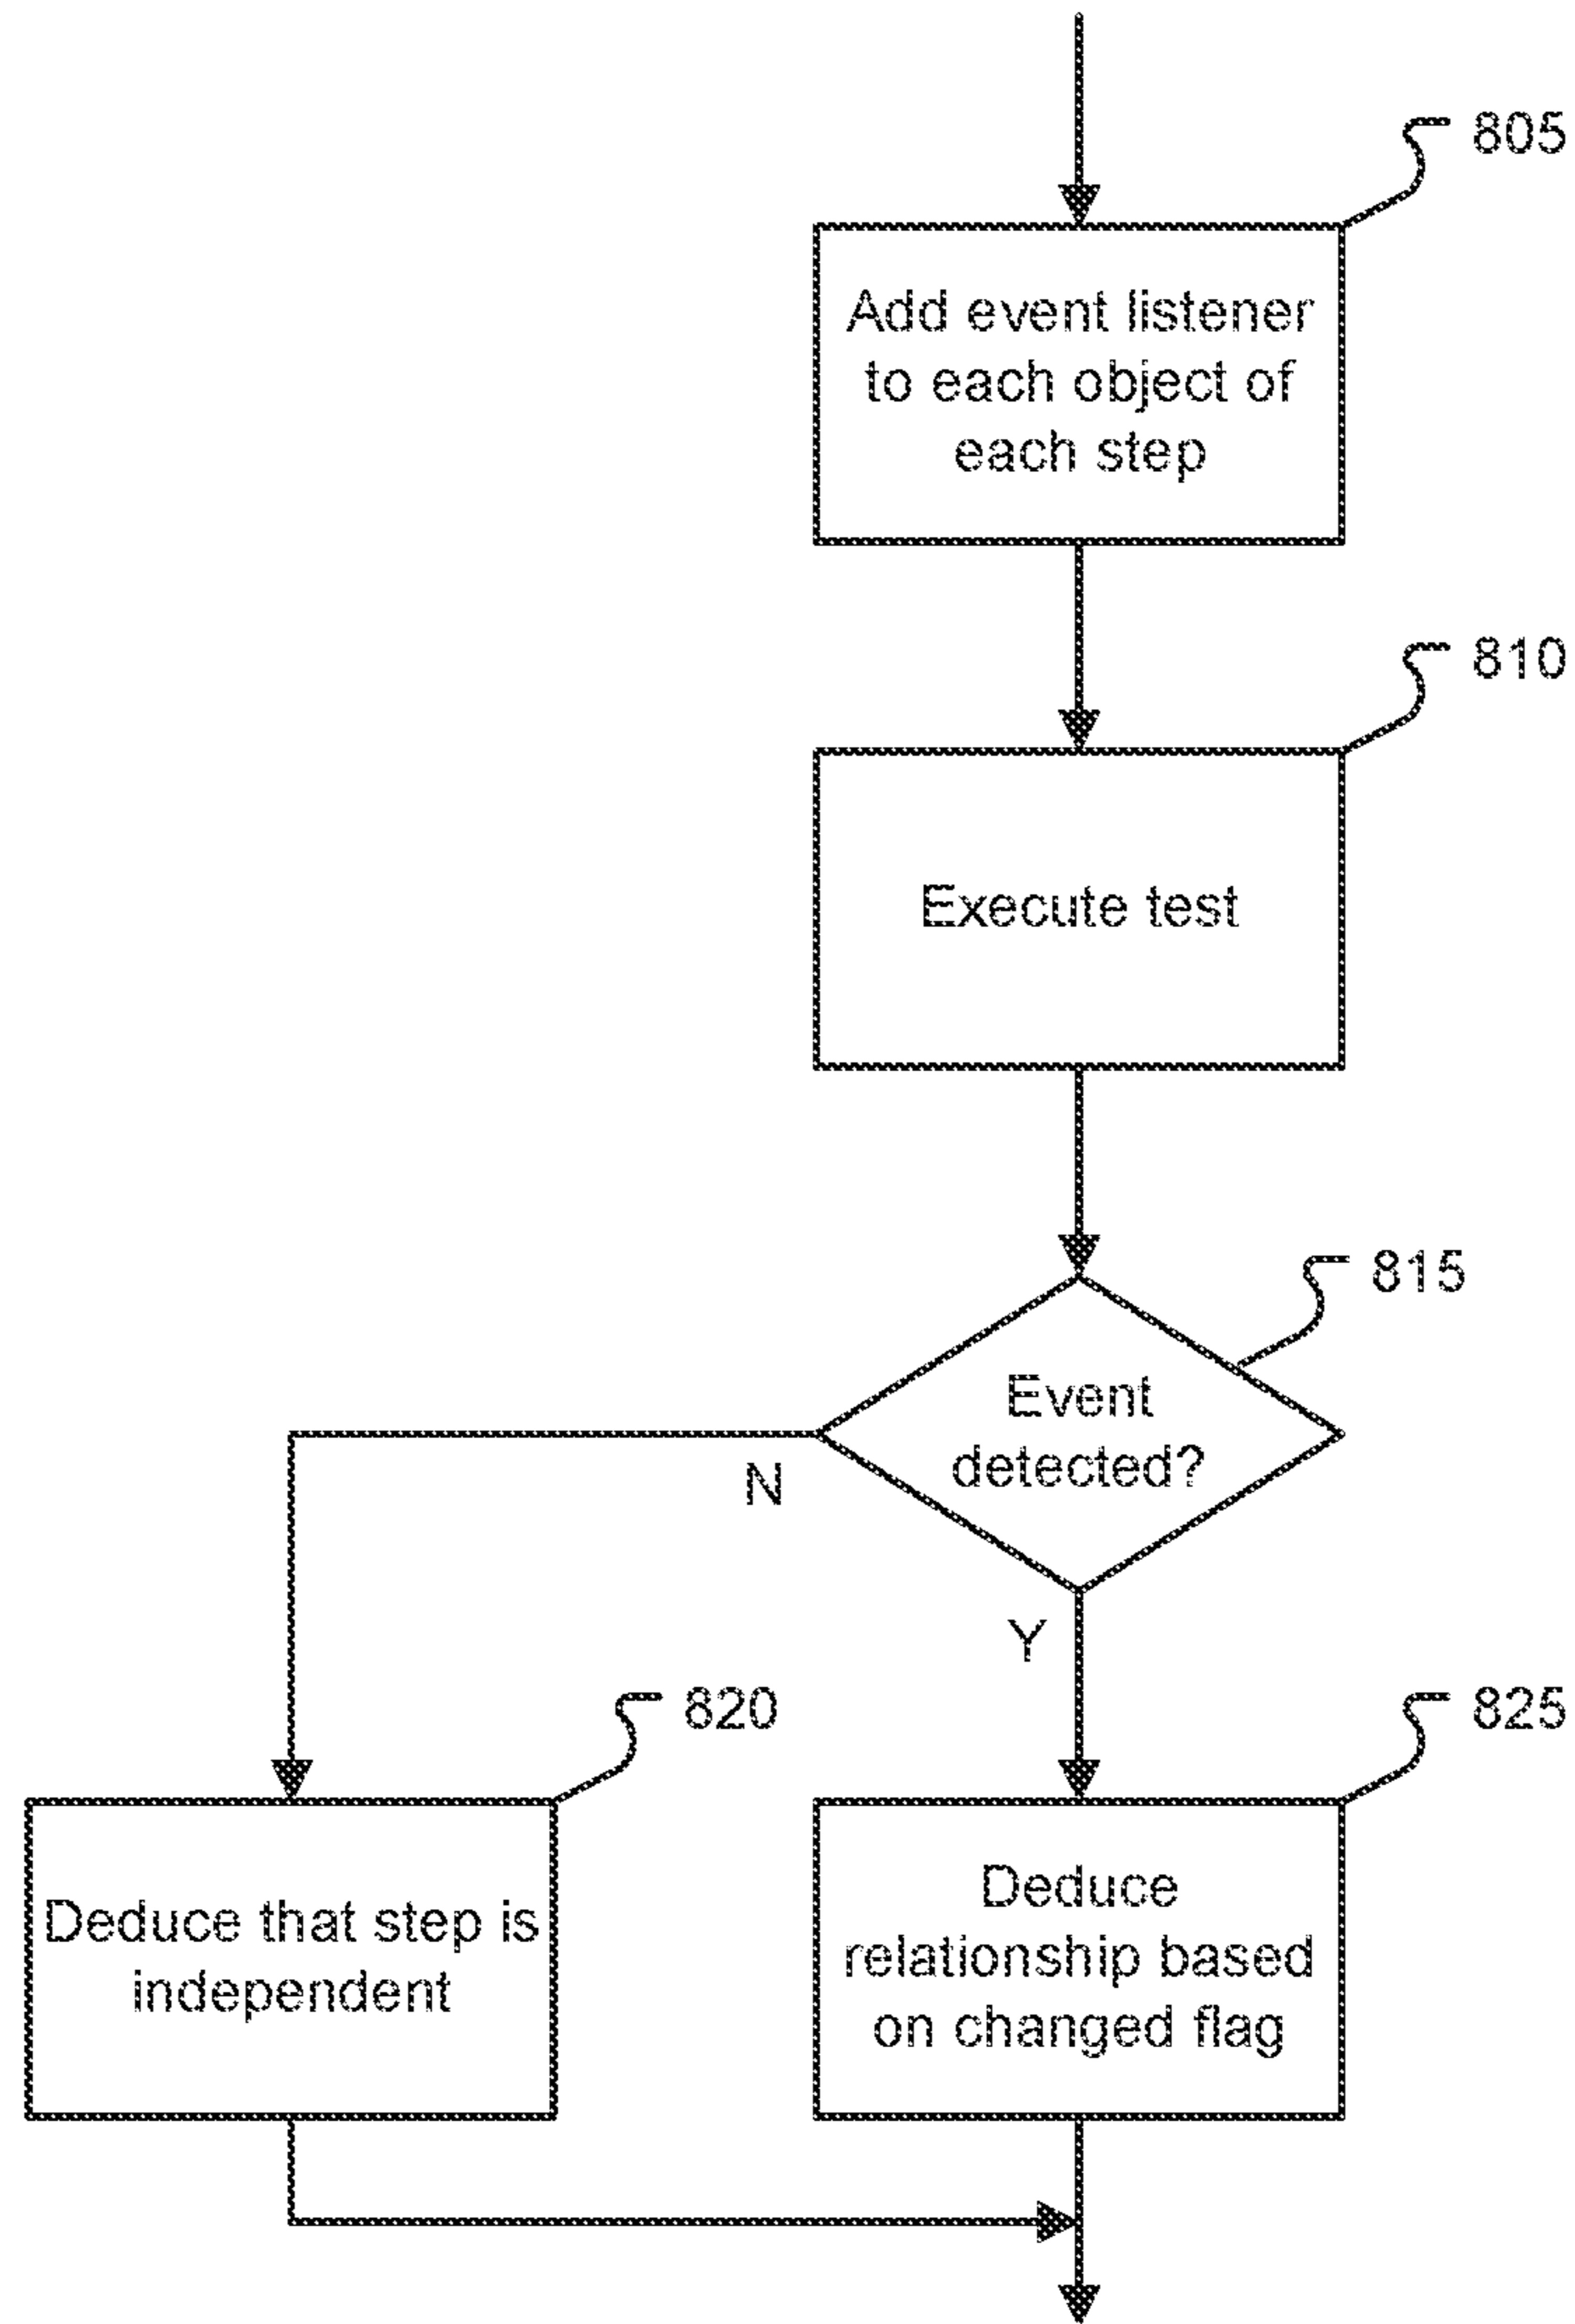 805
Add event listener
to each object of
each step
810
Execute test
815
Event
detected?
N
Y
820
825
Deduce that step is
independent
Deduce
relationship based
on changed flag